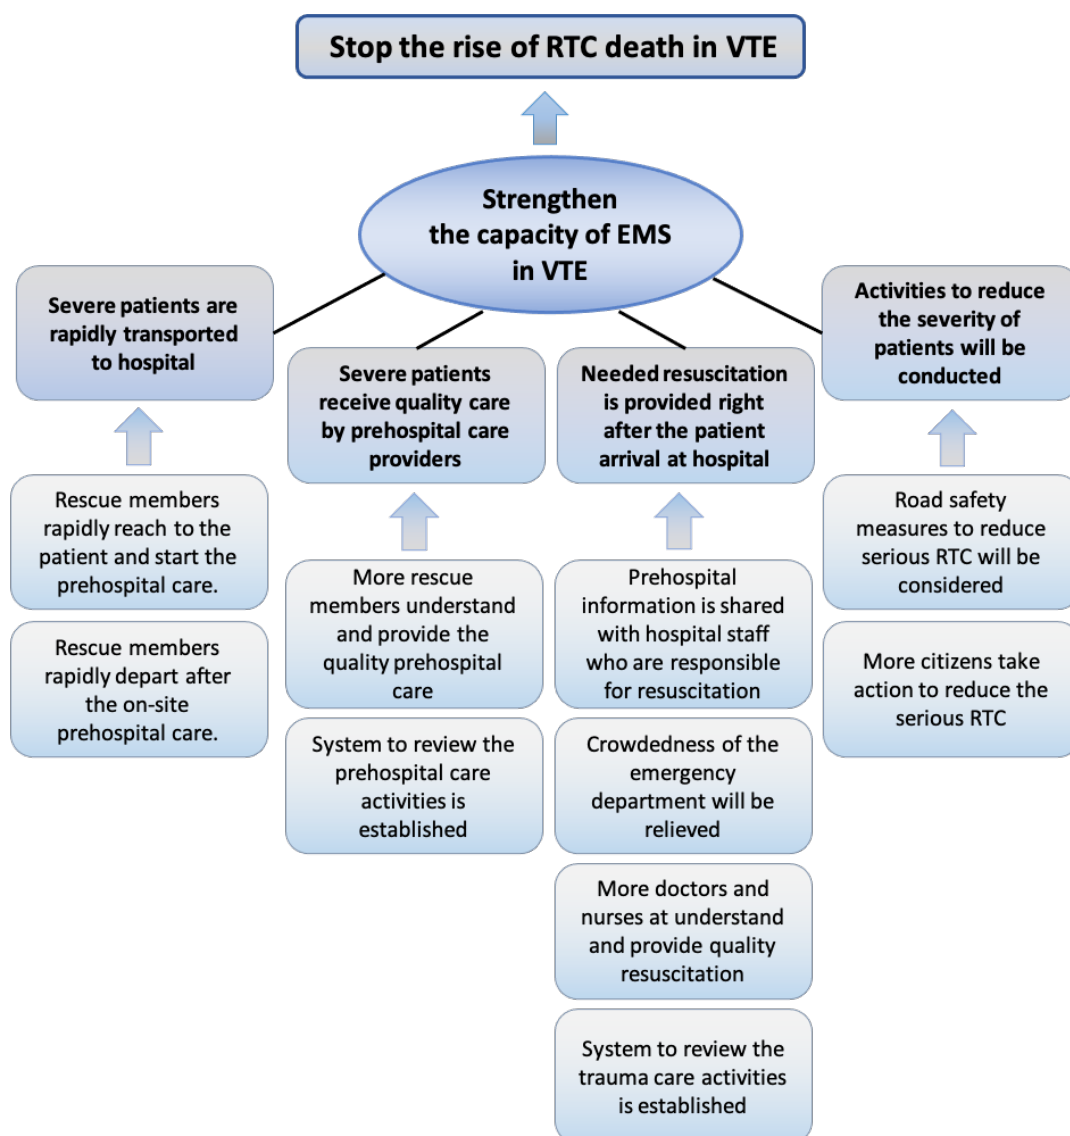 Stop the rise of RTC death in VTE
Strengthen
the capacity of EMS
in VTE
Severe patients are
rapidly transported
to hospital
Severe patients
receive quality care
by prehospital care
providers
Needed resuscitation
is provided right
after the patient
arrival at hospital
Activities to reduce
the severity of
patients will be
conducted
Rescue members
rapidly reach to the
patient and start the
prehospital care.
Rescue members
rapidly depart after
the on-site
prehospital care.
More rescue
members understand
and provide the
quality prehospital
care
System to review the
prehospital care
activities is
established
Prehospital
information is shared
with hospital staff
who are responsible
for resuscitation
Crowdedness of the
emergency
department will be
relieved
More doctors and
nurses at understand
and provide quality
resuscitation
System to review the
trauma care activities
is established
Road safety
measures to reduce
serious RTC will be
considered
More citizens take
action to reduce the
serious RTC